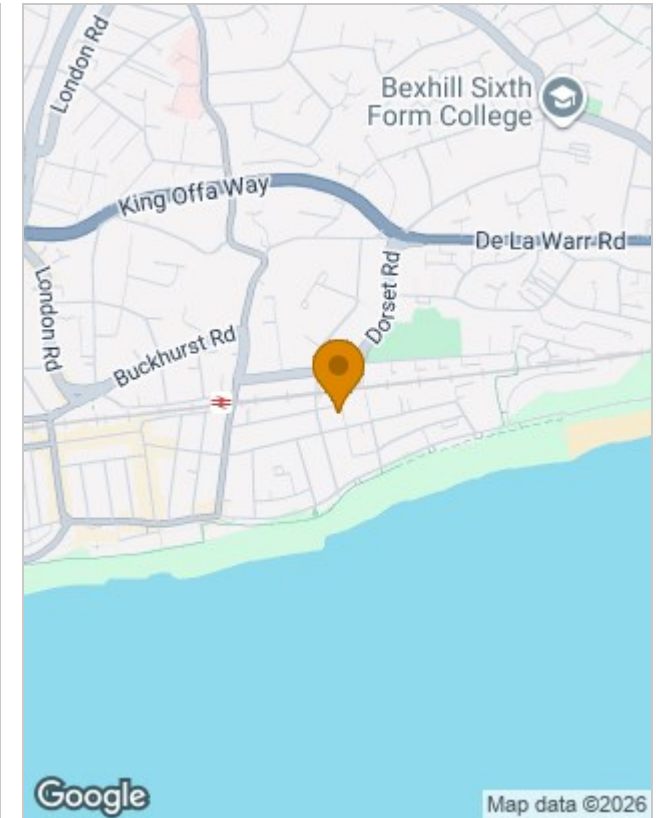 London Rd
Bexhill Sixth
Form College
King Offa Way
De La Warr Rd
London Rd
Dorset Rd
Buckhurst Rd
Google
Map data ©2026